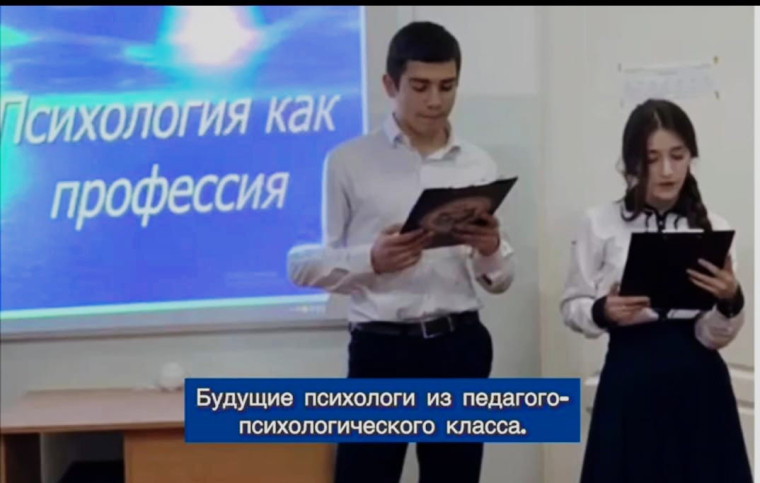 Психология как
профессия
Будущие психологи из педагого-
психологического класса.